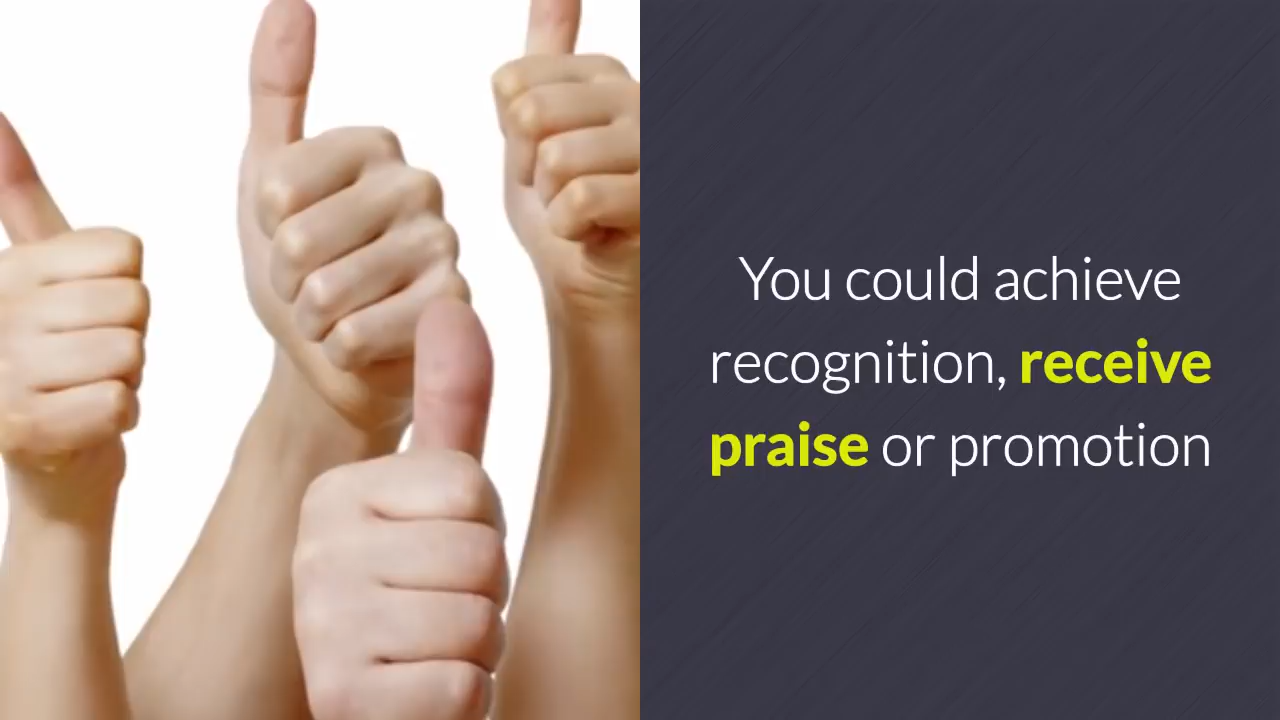 You could achieve
recognition, receive
praise or promotion